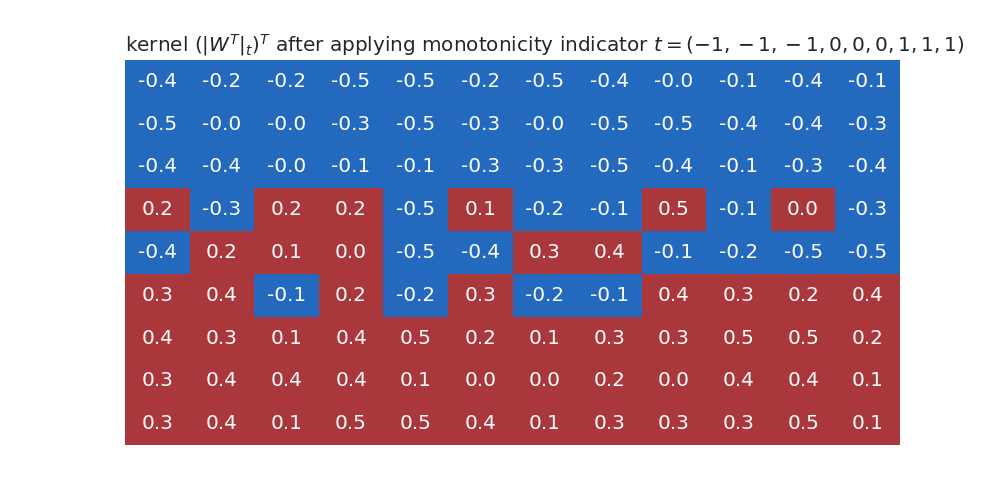 kernel (|W^T|_t)^T after applying monotonicity indicator t = (−1, −1, −1, 0, 0, 0, 1, 1, 1)
-0.4 -0.2 -0.2 -0.5 -0.5 -0.2 -0.5 -0.4 -0.0 -0.1 -0.4 -0.1
-0.5 -0.0 -0.0 -0.3 -0.5 -0.3 -0.0 -0.5 -0.5 -0.4 -0.4 -0.3
-0.4 -0.4 -0.0 -0.1 -0.1 -0.3 -0.3 -0.5 -0.4 -0.1 -0.3 -0.4
0.2 -0.3 0.2 0.2 -0.5 0.1 -0.2 -0.1 0.5 -0.1 0.0 -0.3
-0.4 0.2 0.1 0.0 -0.5 -0.4 0.3 0.4 -0.1 -0.2 -0.5 -0.5
0.3 0.4 -0.1 0.2 -0.2 0.3 -0.2 -0.1 0.4 0.3 0.2 0.4
0.4 0.3 0.1 0.4 0.5 0.2 0.1 0.3 0.3 0.5 0.5 0.2
0.3 0.4 0.4 0.4 0.1 0.0 0.0 0.2 0.0 0.4 0.4 0.1
0.3 0.4 0.1 0.5 0.5 0.4 0.1 0.3 0.3 0.3 0.5 0.1